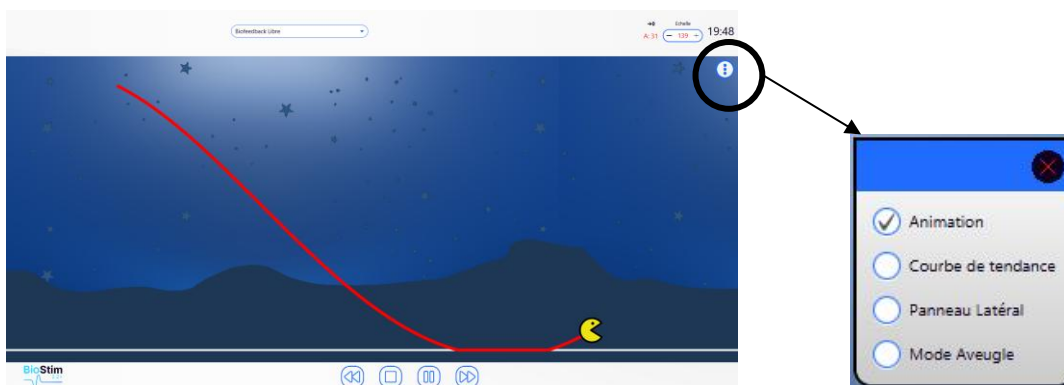 Biofeedback Libre
Echelle
A: 31 − 139 + 19:48
BioStim
Animation
Courbe de tendance
Panneau Latéral
Mode Aveugle